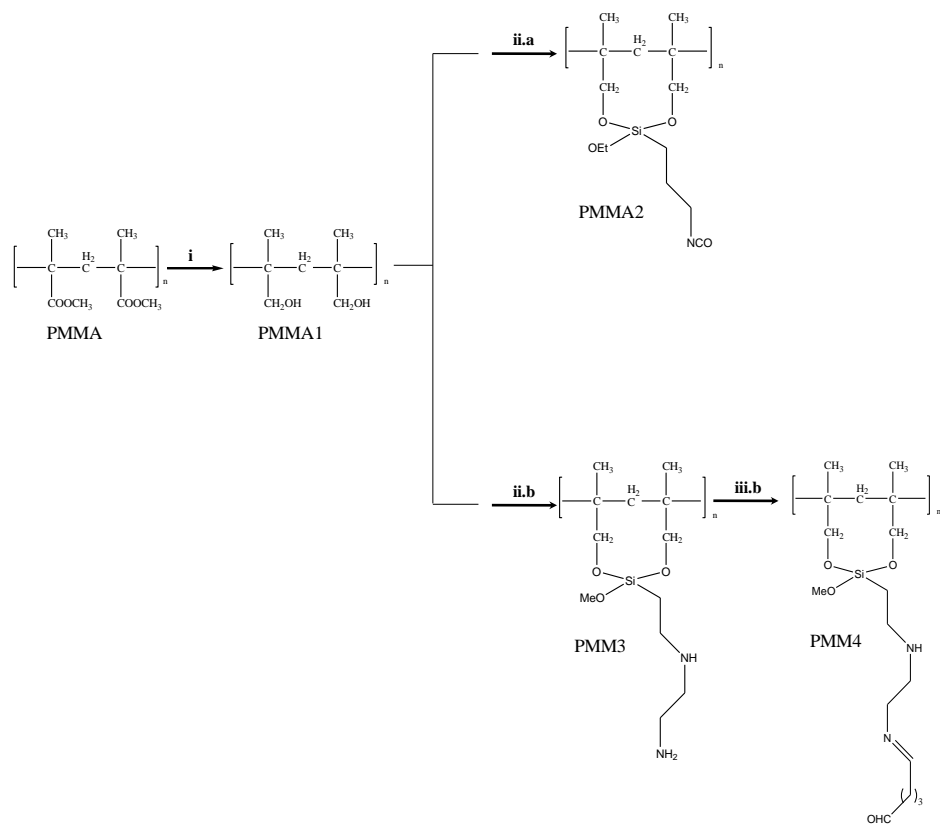 ii.a
CH3 H2 CH3
C C C
n
CH2 CH2
O O
Si
OEt
PMMA2
NCO
CH3 H2 CH3
C C C
n
COOCH3 COOCH3
PMMA
i
CH3 H2 CH3
C C C
n
CH2OH CH2OH
PMMA1
ii.b
CH3 H2 CH3
C C C
n
CH2 CH2
O O
Si
MeO
PMM3
NH
NH2
iii.b
CH3 H2 CH3
C C C
n
CH2 CH2
O O
Si
MeO
PMM4
NH
N
( ) 3
OHC